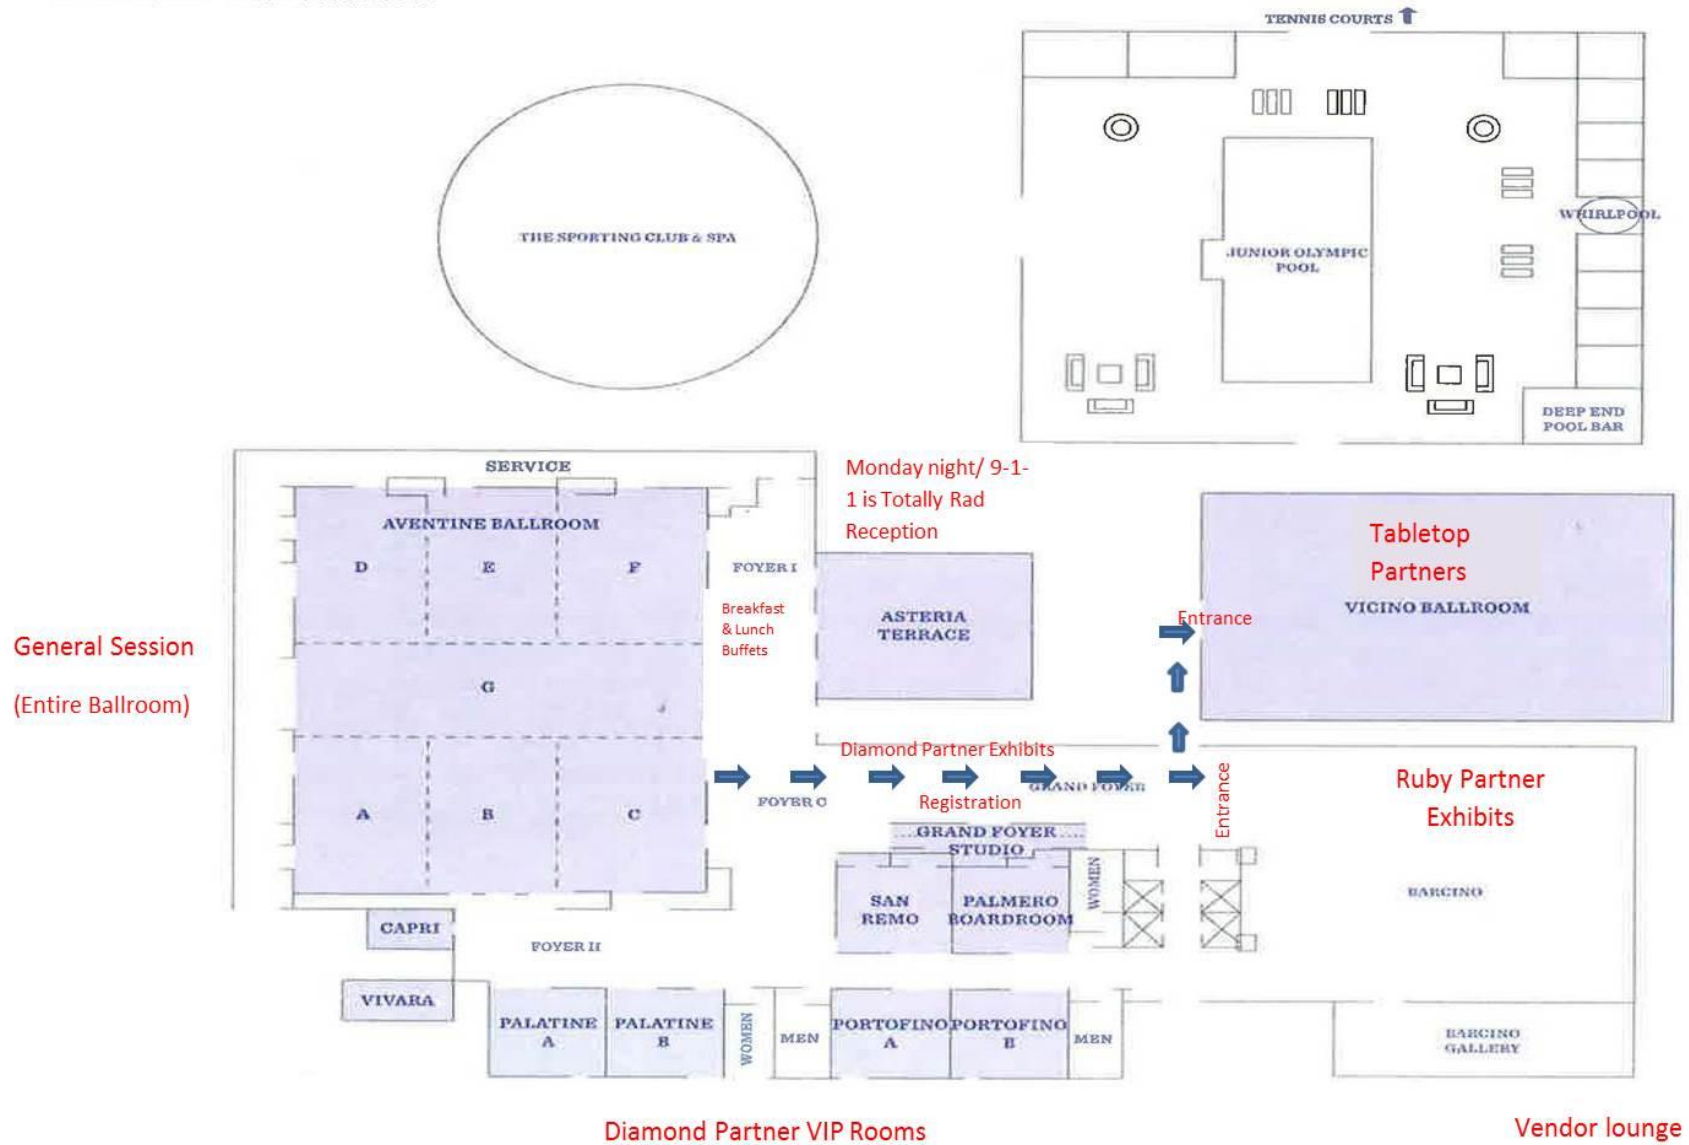 TENNIS COURTS
THE SPORTING CLUB & SPA
WHIRLPOOL
JUNIOR OLYMPIC
POOL
DEEP END
POOL BAR
SERVICE
Monday night/ 9-1-
1 is Totally Rad
Reception
AVENTINE BALLROOM
D
E
F
FOYER I
Breakfast
& Lunch
Buffets
ASTERIA
TERRACE
Tabletop
Partners
VICINO BALLROOM
Entrance
General Session
(Entire Ballroom)
G
Diamond Partner Exhibits
A
B
C
FOYER C
Registration
GRAND FOYER
Entrance
Ruby Partner
Exhibits
GRAND FOYER
STUDIO
SAN
REMO
PALMERO
BOARDROOM
WOMEN
BARCINO
CAPRI
FOYER II
VIVARA
PALATINE
A
PALATINE
B
WOMEN
MEN
PORTOFINO
A
PORTOFINO
B
MEN
BARCINO
GALLERY
Diamond Partner VIP Rooms
Vendor lounge